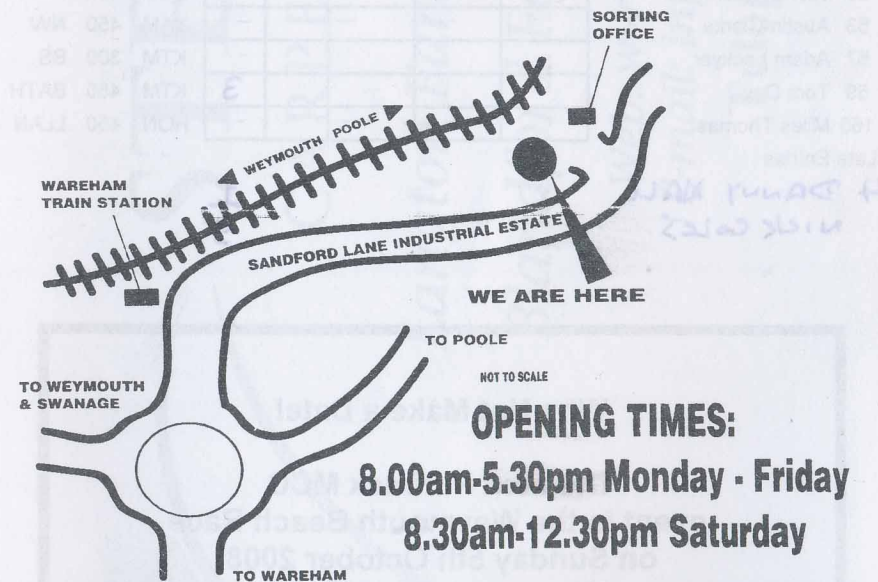 SORTING
OFFICE
WEYMOUTH POOLE
WAREHAM
TRAIN STATION
SANDFORD LANE INDUSTRIAL ESTATE
WE ARE HERE
TO POOLE
NOT TO SCALE
TO WEYMOUTH
& SWANAGE
OPENING TIMES:
8.00am-5.30pm Monday - Friday
8.30am-12.30pm Saturday
TO WAREHAM